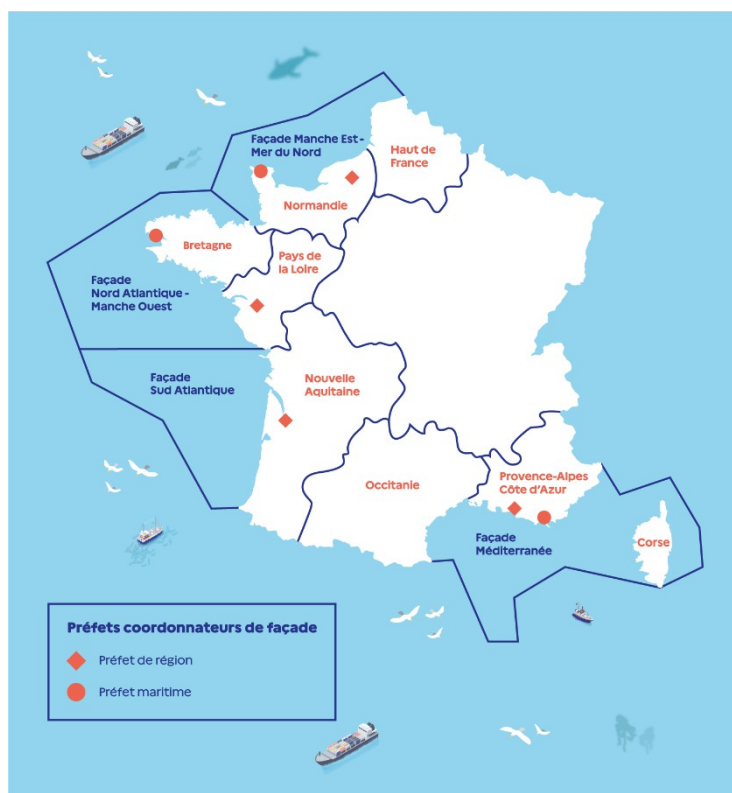 Façade Manche Est -
Mer du Nord
Haut de
France
Normandie
Bretagne
Pays de
la Loire
Façade
Nord Atlantique -
Manche Ouest
Façade
Sud Atlantique
Nouvelle
Aquitaine
Occitanie
Provence-Alpes
Côte d'Azur
Façade
Méditerranée
Corse
Préfets coordonnateurs de façade
Préfet de région
Préfet maritime